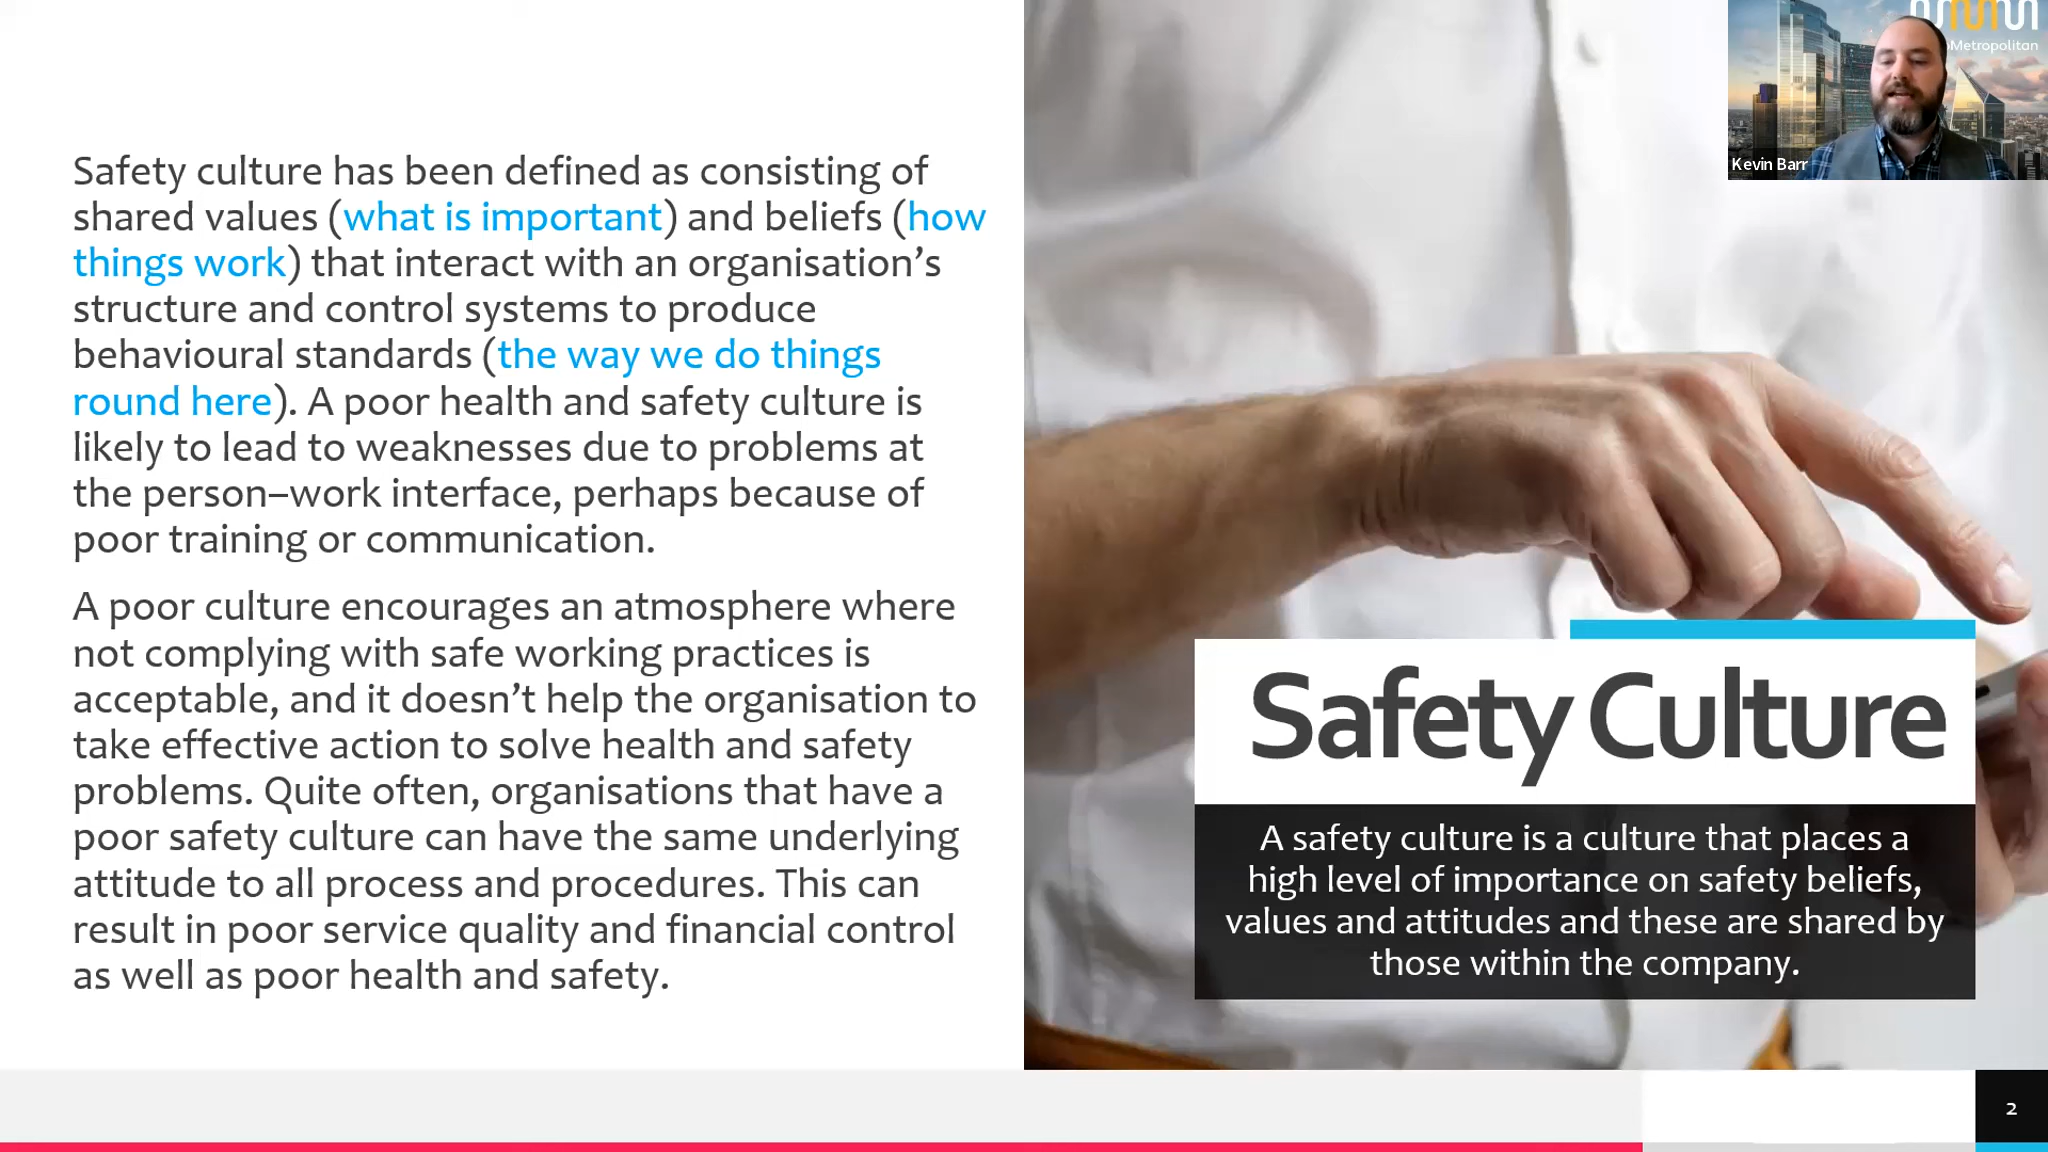 Safety culture has been defined as consisting of
shared values (what is important) and beliefs (how
things work) that interact with an organisation’s
structure and control systems to produce
behavioural standards (the way we do things
round here). A poor health and safety culture is
likely to lead to weaknesses due to problems at
the person–work interface, perhaps because of
poor training or communication.
A poor culture encourages an atmosphere where
not complying with safe working practices is
acceptable, and it doesn’t help the organisation to
take effective action to solve health and safety
problems. Quite often, organisations that have a
poor safety culture can have the same underlying
attitude to all process and procedures. This can
result in poor service quality and financial control
as well as poor health and safety.
Metropolitan
Kevin Barr
Safety Culture
A safety culture is a culture that places a
high level of importance on safety beliefs,
values and attitudes and these are shared by
those within the company.
2